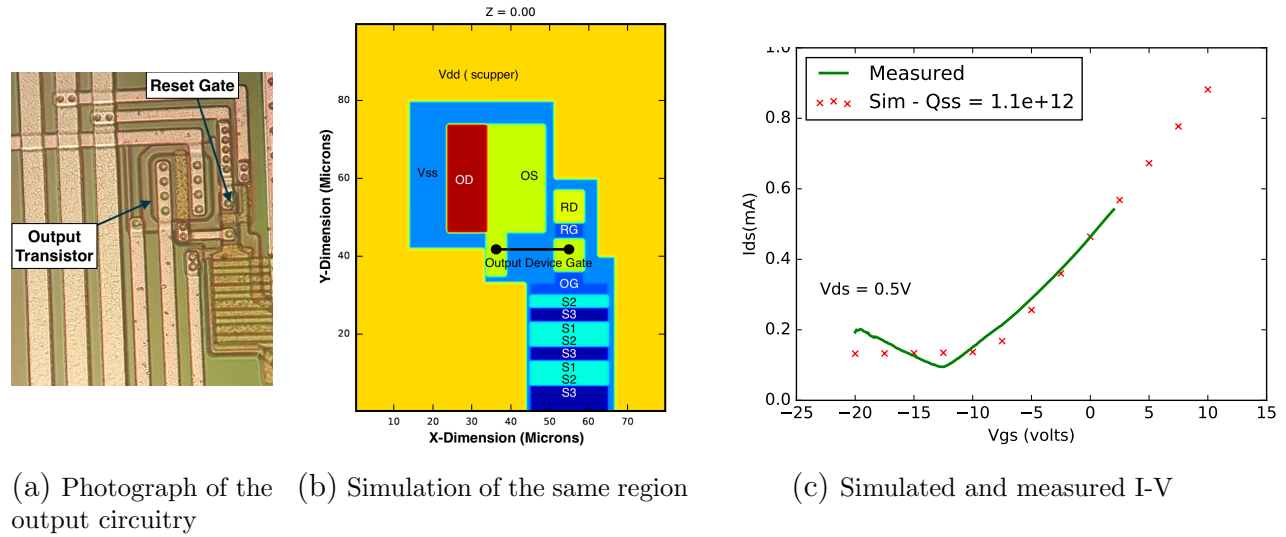 Reset Gate
Output
Transistor
(a) Photograph of the
output circuitry
Z = 0.00
Y-Dimension (Microns)
80
60
40
20
Vdd ( scupper)
Vss
OD
OS
RD
RG
Output Device Gate
OG
S2
S3
S1
S2
S3
S1
S2
S3
10 20 30 40 50 60 70
X-Dimension (Microns)
(b) Simulation of the same region
Ids(mA)
1.0
0.8
0.6
0.4
0.2
0.0
Measured
Sim - Qss = 1.1e+12
Vds = 0.5V
−25 −20 −15 −10 −5 0 5 10 15
Vgs (volts)
(c) Simulated and measured I-V